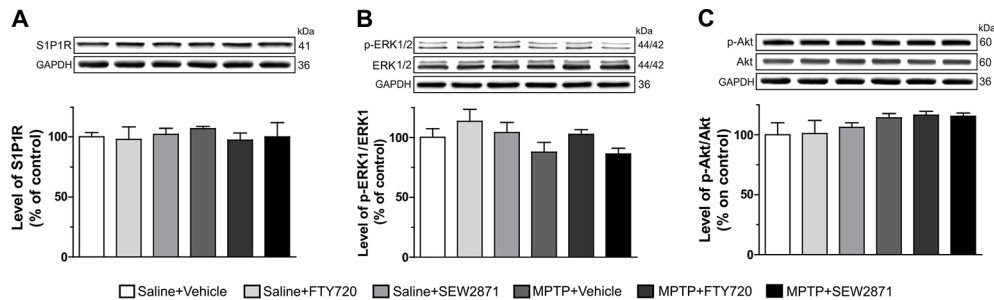 A
kDa
S1P1R
41
GAPDH
36
Level of S1P1R
(% of control)
100
50
0
B
kDa
p-ERK1/2
44/42
ERK1/2
44/42
GAPDH
36
Level of p-ERK1/ERK1
(% of control)
100
50
0
C
kDa
p-Akt
60
Akt
60
GAPDH
36
Level of p-Akt/Akt
(% on control)
100
50
0
Saline+Vehicle Saline+FTY720 Saline+SEW2871 MPTP+Vehicle MPTP+FTY720 MPTP+SEW2871